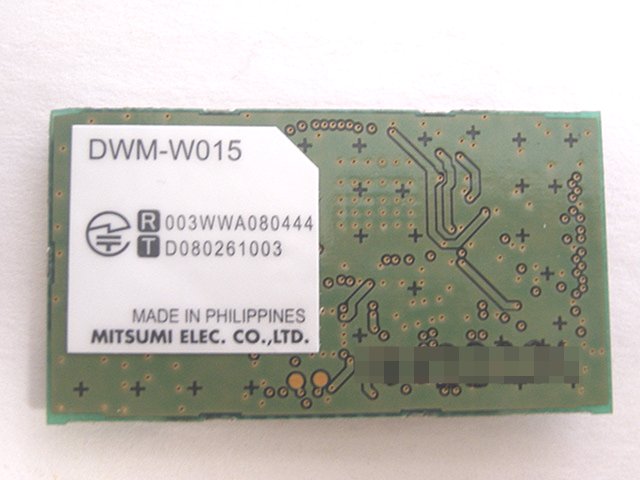 DWM-W015
R 003WWA080444
T D080261003
MADE IN PHILIPPINES
MITSUMI ELEC. CO.,LTD.